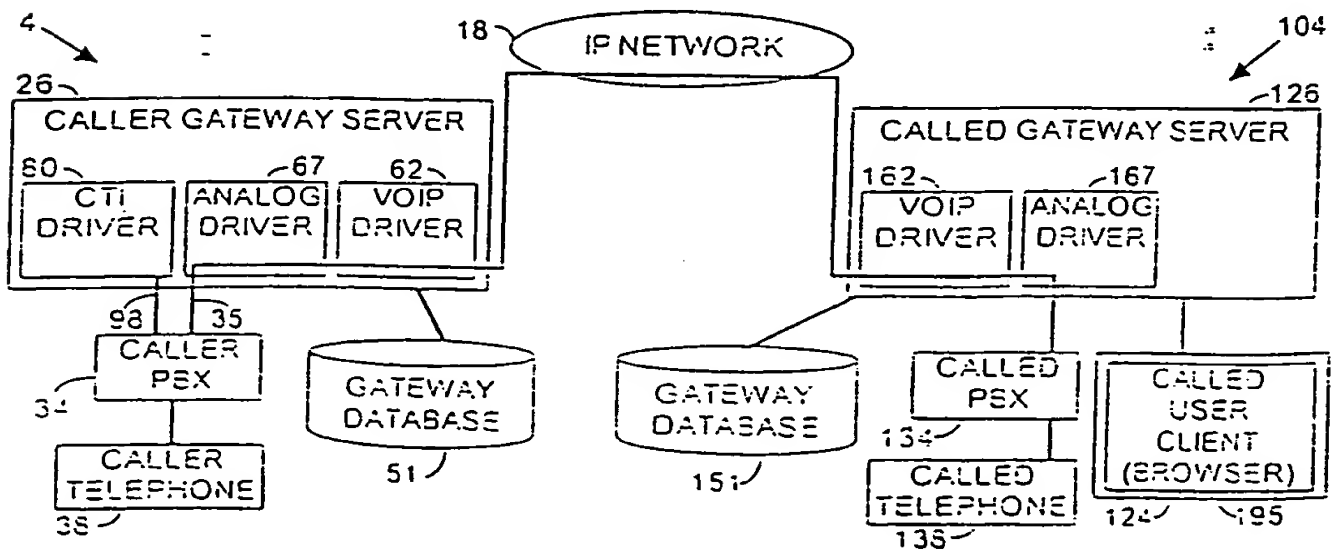 4
18
IP NETWORK
104
26
CALLER GATEWAY SERVER
60
CTI
DRIVER
67
ANALOG
DRIVER
62
VOIP
DRIVER
126
CALLED GATEWAY SERVER
162
VOIP
DRIVER
167
ANALOG
DRIVER
98
35
CALLER
PBX
34
CALLER
TELEPHONE
38
GATEWAY
DATABASE
51
GATEWAY
DATABASE
151
CALLED
PBX
134
CALLED
TELEPHONE
138
CALLED
USER
CLIENT
(BROWSER)
124
195